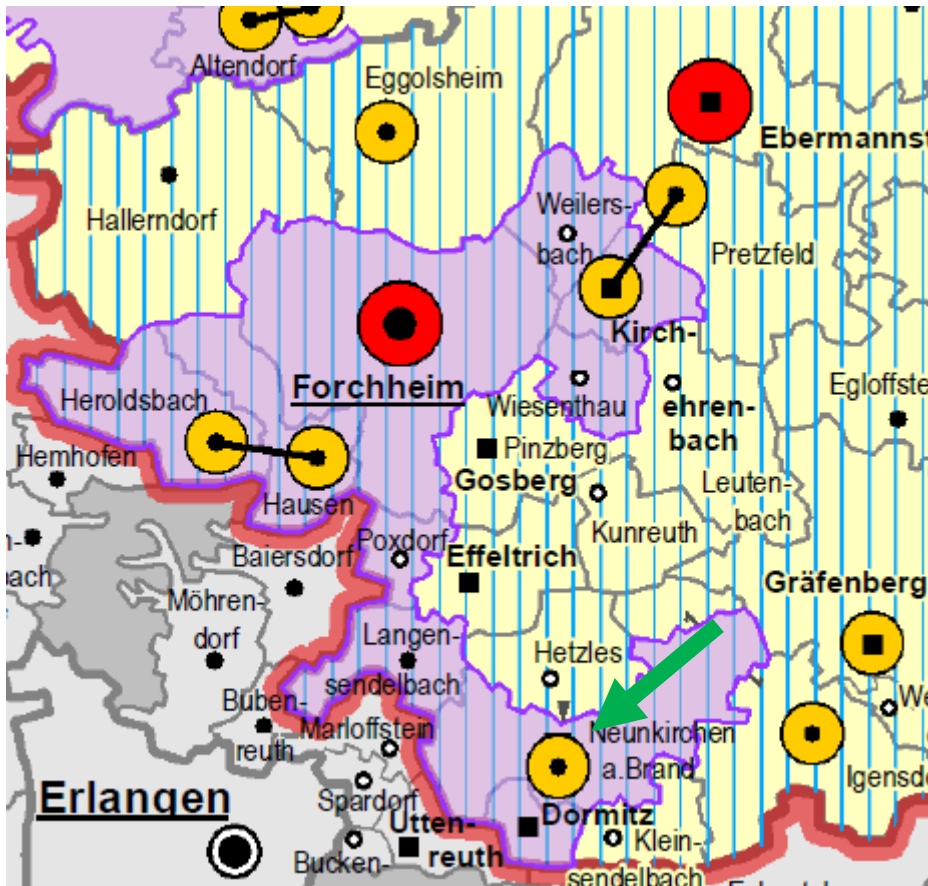 Altendorf
Eggolsheim
Ebermannst
Hallerndorf
Weilers-
bach
Pretzfeld
Kirch-
Forchheim
Heroldsbach
Wiesenthau
ehren-
bach
Egloffste
Hemhofen
Pinzberg
Gosberg
Hausen
Leuten-
bach
Kunreuth
Baiersdorf
Poxdorf
Effeltrich
n-
bach
Möhren-
dorf
Gräfenberg
Langen-
sendelbach
Hetzles
Buben-
reuth
Marloffstein
Neunkirchen
a.Brand
We
Igensdo
Erlangen
Spardorf
Dormitz
Utten-
reuth
Klein-
sendelbach
Bucken-